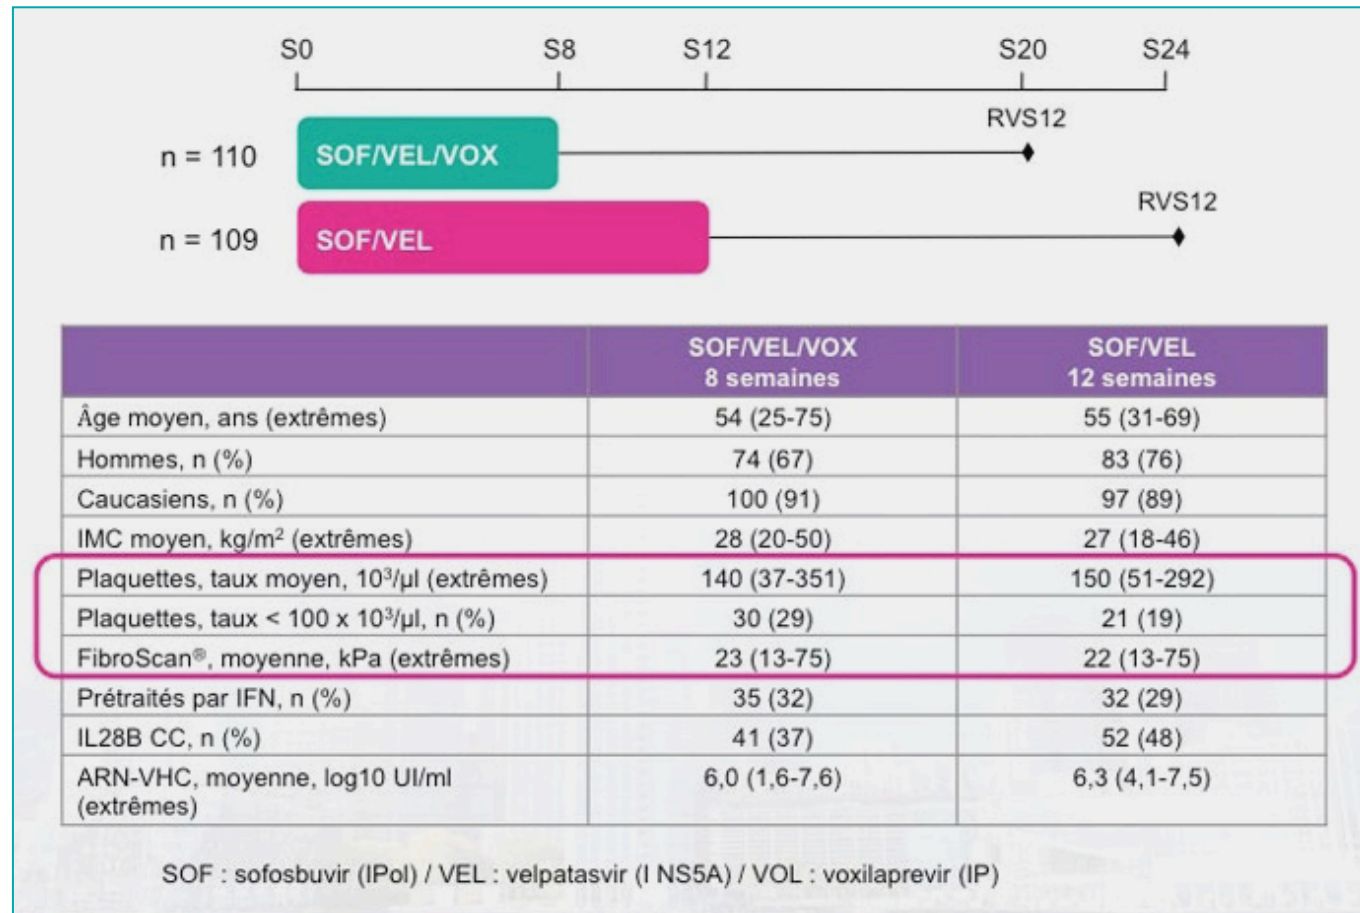 S0 S8 S12 S20 S24
RVS12
n = 110 SOF/VEL/VOX
RVS12
n = 109 SOF/VEL
SOF/VEL/VOX SOF/VEL
8 semaines 12 semaines
Âge moyen, ans (extrêmes) 54 (25-75) 55 (31-69)
Hommes, n (%) 74 (67) 83 (76)
Caucasiens, n (%) 100 (91) 97 (89)
IMC moyen, kg/m² (extrêmes) 28 (20-50) 27 (18-46)
Plaquettes, taux moyen, 10³/µl (extrêmes) 140 (37-351) 150 (51-292)
Plaquettes, taux < 100 x 10³/µl, n (%) 30 (29) 21 (19)
FibroScan®, moyenne, kPa (extrêmes) 23 (13-75) 22 (13-75)
Prétraités par IFN, n (%) 35 (32) 32 (29)
IL28B CC, n (%) 41 (37) 52 (48)
ARN-VHC, moyenne, log10 UI/ml 6,0 (1,6-7,6) 6,3 (4,1-7,5)
(extrêmes)
SOF : sofosbuvir (IPol) / VEL : velpatasvir (I NS5A) / VOL : voxilaprevir (IP)